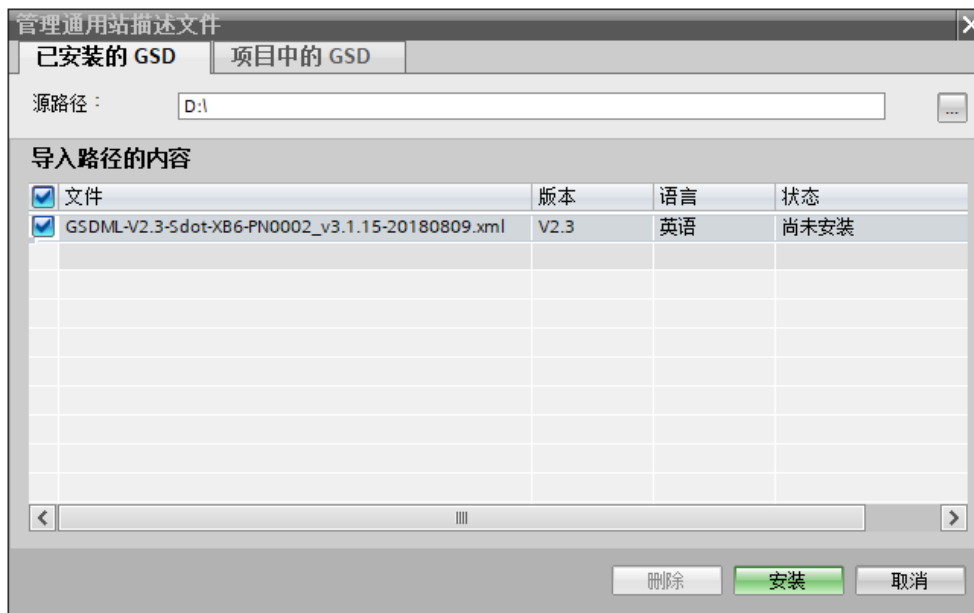 管理通用站描述文件
已安装的 GSD 项目中的 GSD
源路径： D:\ ...
导入路径的内容
文件 版本 语言 状态
GSDML-V2.3-Sdot-XB6-PN0002_v3.1.15-20180809.xml V2.3 英语 尚未安装
删除 安装 取消